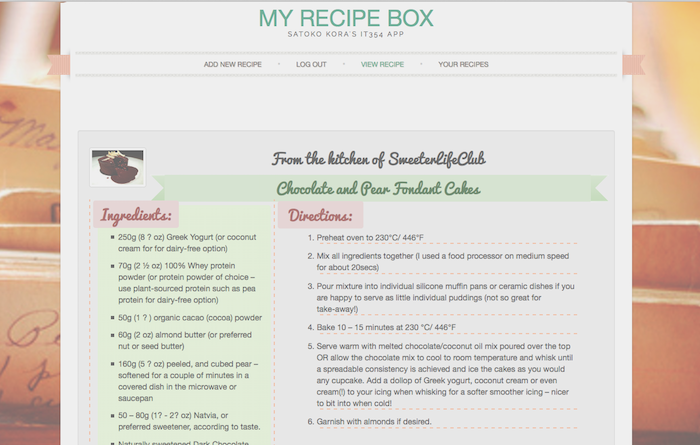 MY RECIPE BOX
SATOKO KORA'S IT354 APP
ADD NEW RECIPE • LOG OUT • VIEW RECIPE • YOUR RECIPES
From the kitchen of SweeterLifeClub
Chocolate and Pear Fondant Cakes
Ingredients:
250g (8 ? oz) Greek Yogurt (or coconut
cream for for dairy-free option)
70g (2 ½ oz) 100% Whey protein
powder (or protein powder of choice –
use plant-sourced protein such as pea
protein for dairy-free option)
50g (1 ? ) organic cacao (cocoa) powder
60g (2 oz) almond butter (or preferred
nut or seed butter)
160g (5 ? oz) peeled, and cubed pear –
softened for a couple of minutes in a
covered dish in the microwave or
saucepan
50 – 80g (1? - 2? oz) Natvia, or
preferred sweetener, according to taste.
Naturally sweetened Dark Chocolate
Directions:
1. Preheat oven to 230°C/ 446°F
2. Mix all ingredients together (I used a food processor on medium speed
for about 20secs)
3. Pour mixture into individual silicone muffin pans or ceramic dishes if you
are happy to serve as little individual puddings (not so great for
take-away!)
4. Bake 10 – 15 minutes at 230 °C/ 446°F
5. Serve warm with melted chocolate/coconut oil mix poured over the top
OR allow the chocolate mix to cool to room temperature and whisk until
a spreadable consistency is achieved and ice the cakes as you would
any cupcake. Add a dollop of Greek yogurt, coconut cream or even
cream(!) to your icing when whisking for a softer smoother icing – nicer
to bit into when cold!
6. Garnish with almonds if desired.